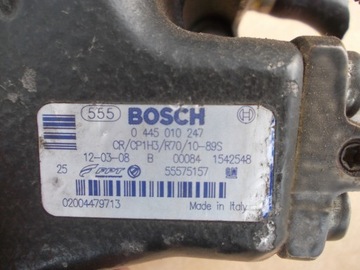 555 BOSCH
0 445 010 247
CR/CP1H3/R70/10-89S
12-03-08 B 00084 1542548
25 FPT 55575157
02004479713 Made in Italy